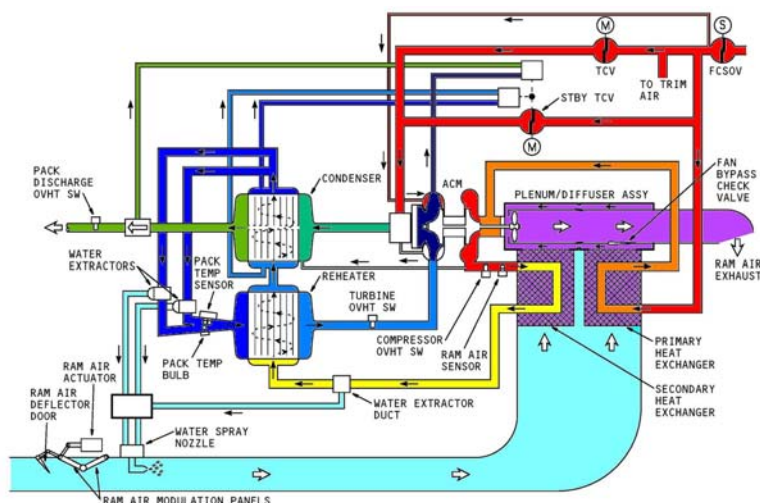 M
S
TCV
TO TRIM
AIR
FCSOV
STBY TCV
M
PACK
DISCHARGE
OVHT SW
CONDENSER
ACM
PLENUM/DIFFUSER ASSY
FAN
BYPASS
CHECK
VALVE
WATER
EXTRACTORS
PACK
TEMP
SENSOR
REHEATER
TURBINE
OVHT SW
RAM AIR
EXHAUST
COMPRESSOR
OVHT SW
RAM AIR
SENSOR
PACK TEMP
BULB
PRIMARY
HEAT
EXCHANGER
SECONDARY
HEAT
EXCHANGER
RAM AIR
ACTUATOR
RAM AIR
DEFLECTOR
DOOR
WATER EXTRACTOR
DUCT
WATER SPRAY
NOZZLE
RAM AIR MODULATION PANELS